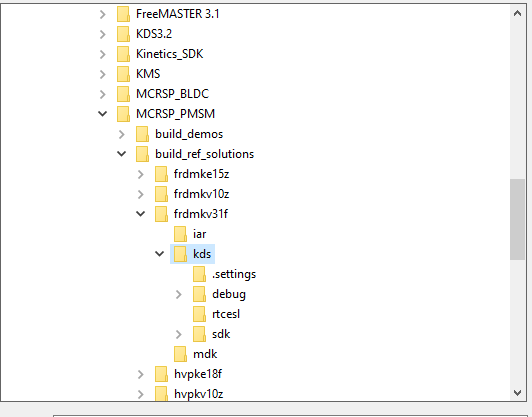 FreeMASTER 3.1
KDS3.2
Kinetics_SDK
KMS
MCRSP_BLDC
MCRSP_PMSM
build_demos
build_ref_solutions
frdmke15z
frdmkv10z
frdmkv31f
iar
kds
.settings
debug
rtcesl
sdk
mdk
hvpke18f
hvpkv10z